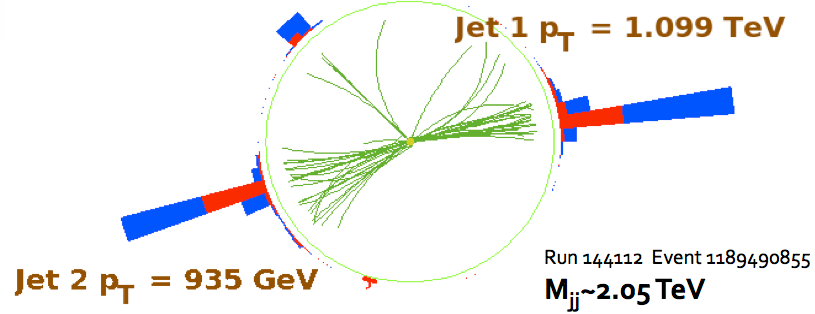 Jet 1 pT = 1.099 TeV
Jet 2 pT = 935 GeV
Run 144112 Event 1189490855
Mjj~2.05 TeV